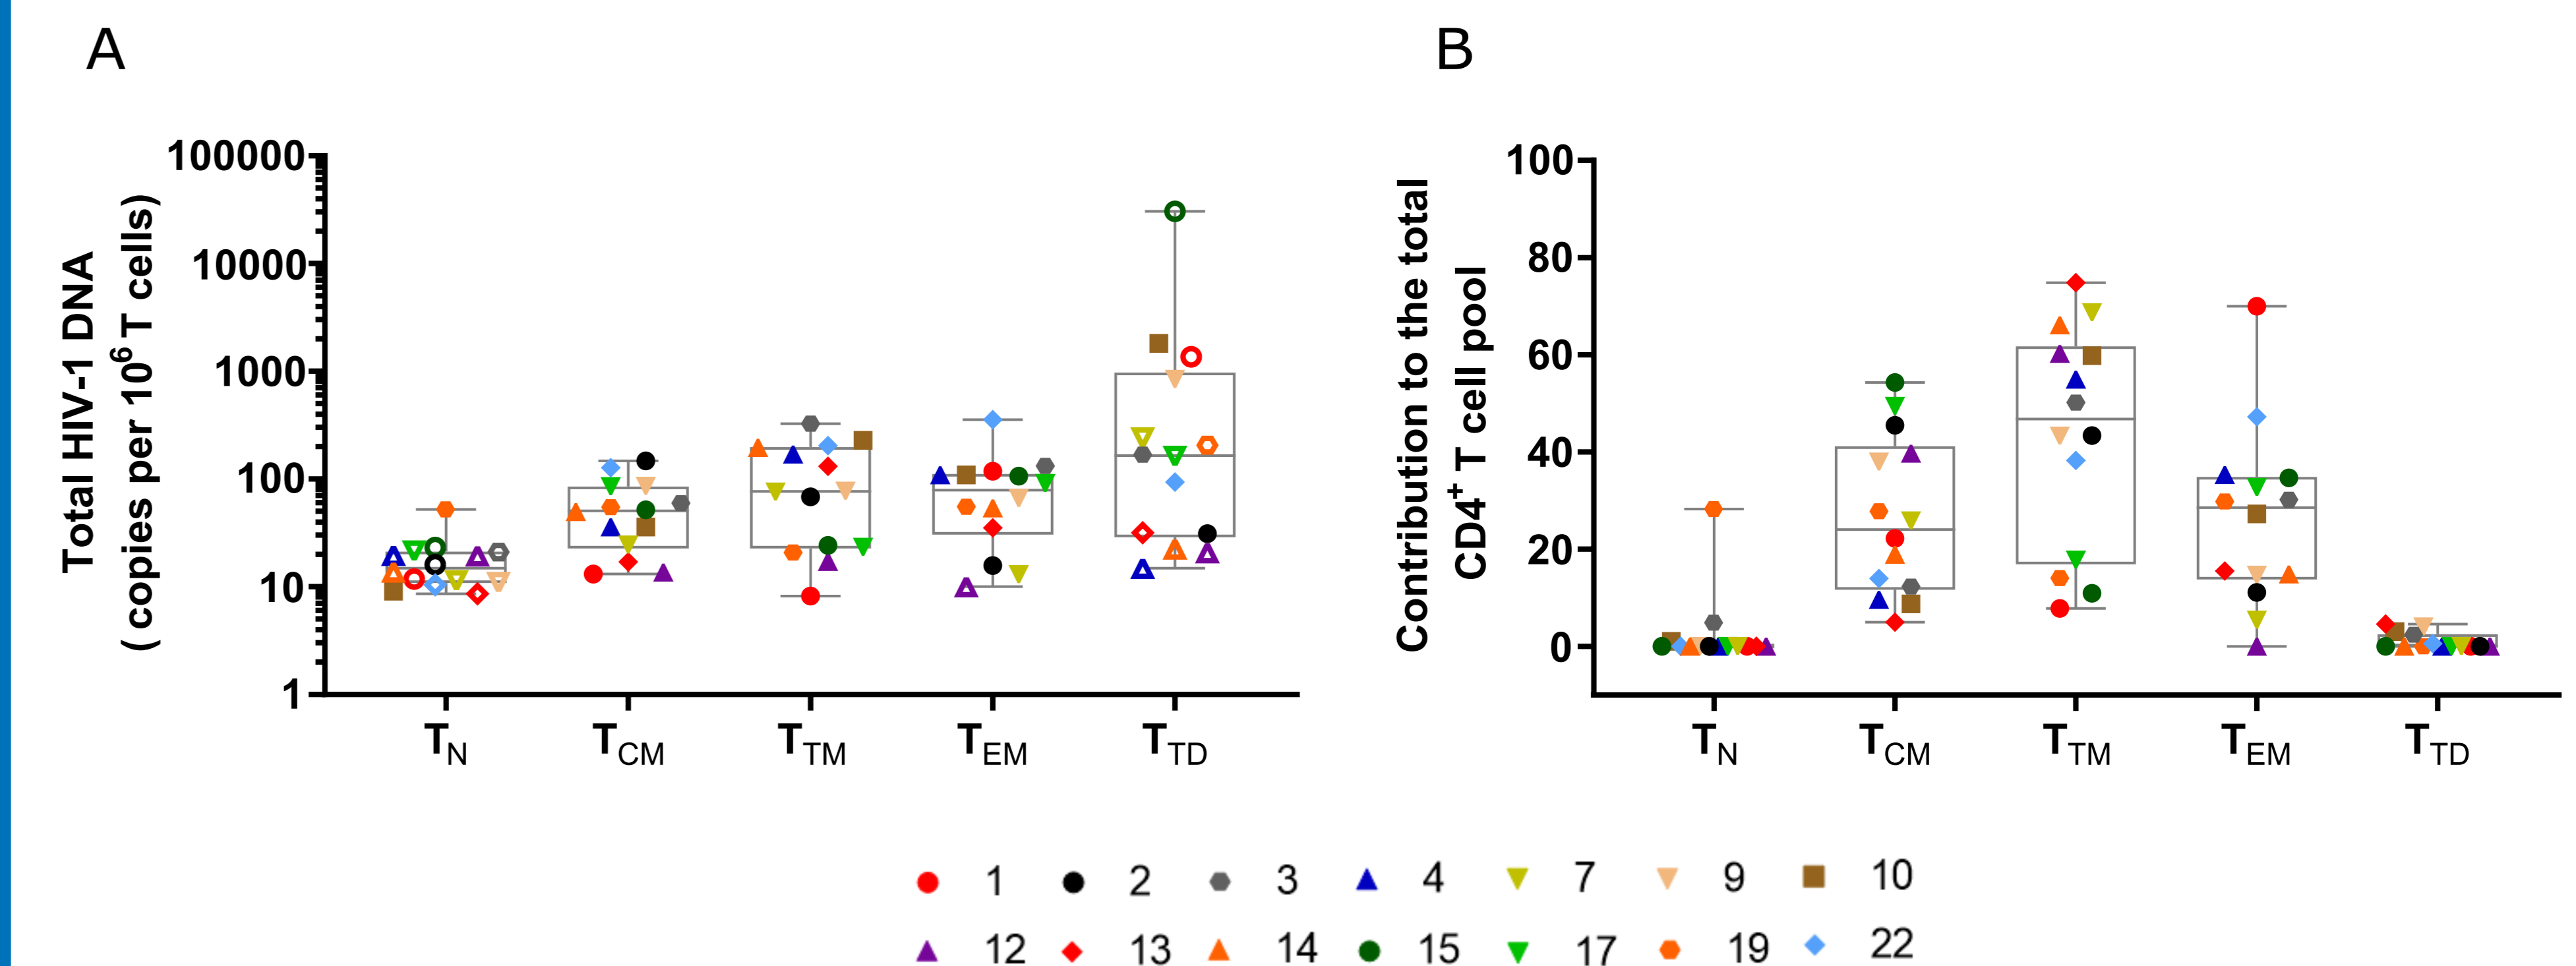 A
B
Total HIV-1 DNA
(copies per 10⁶ T cells)
100000
10000
1000
100
10
1
T_N T_CM T_TM T_EM T_TD
Contribution to the total
CD4⁺ T cell pool
100
80
60
40
20
0
T_N T_CM T_TM T_EM T_TD
1 2 3 4 7 9 10
12 13 14 15 17 19 22